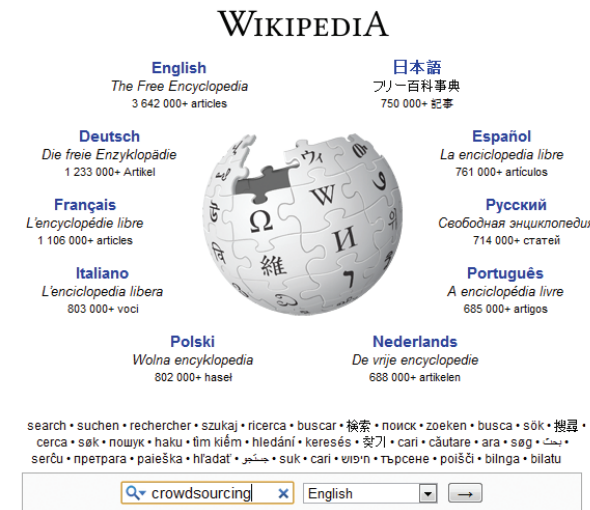 WIKIPEDIA
English
The Free Encyclopedia
3 642 000+ articles
日本語
フリー百科事典
750 000+ 記事
Deutsch
Die freie Enzyklopädie
1 233 000+ Artikel
Español
La enciclopedia libre
761 000+ artículos
Français
L'encyclopédie libre
1 106 000+ articles
Русский
Свободная энциклопедия
714 000+ статей
Italiano
L'enciclopedia libera
803 000+ voci
Português
A enciclopédia livre
685 000+ artigos
Polski
Wolna encyklopedia
802 000+ haseł
Nederlands
De vrije encyclopedie
688 000+ artikelen
Ω
W
И
維
ウィ
7
search • suchen • rechercher • szukaj • ricerca • buscar • 検索 • поиск • zoeken • busca • sök • 搜尋 •
cerca • søk • пошук • haku • tìm kiếm • hledání • keresés • 찾기 • cari • căutare • ara • søg • بحث •
serĉu • претрага • paieška • hľadať • جستجو • suk • cari • חיפוש • търсене • poišči • bilnga • bilatu
crowdsourcing
English